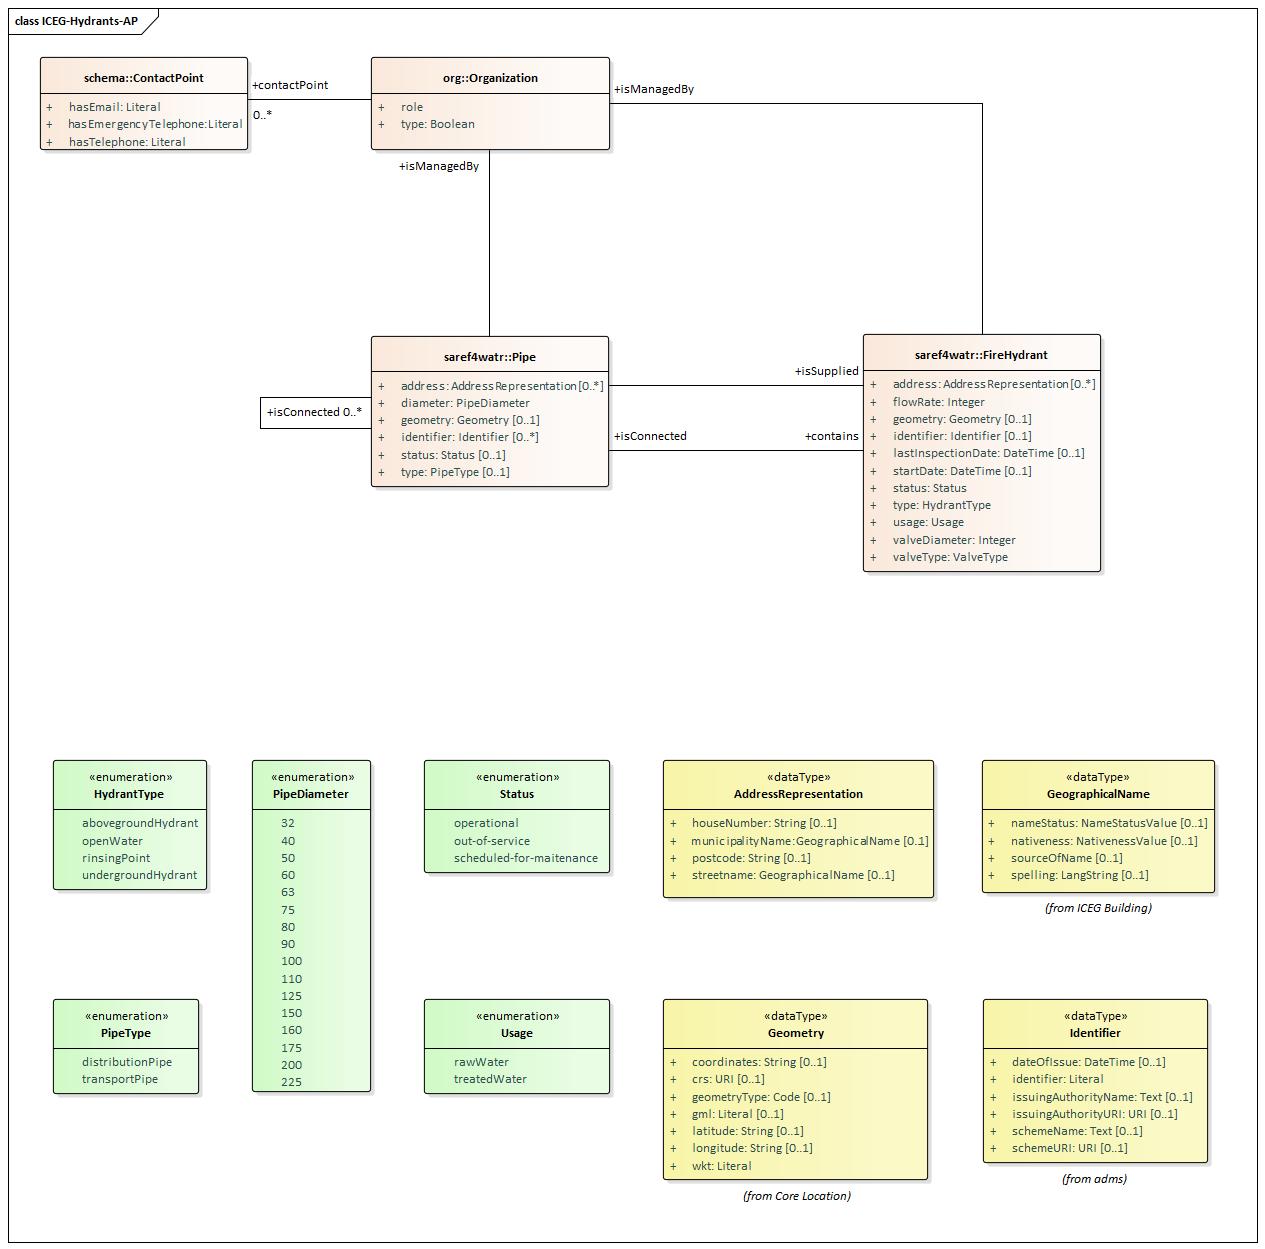 class ICEG-Hydrants-AP
schema::ContactPoint
+ hasEmail: Literal
+ hasEmergencyTelephone:Literal
+ hasTelephone: Literal
+contactPoint
0..*
org::Organization
+ role
+ type: Boolean
+isManagedBy
+isManagedBy
saref4watr::Pipe
+ address: AddressRepresentation[0..*]
+ diameter: PipeDiameter
+ geometry: Geometry [0..1]
+ identifier: Identifier [0..*]
+ status: Status [0..1]
+ type: PipeType [0..1]
+isConnected 0..*
+isSupplied
+isConnected
+contains
saref4watr::FireHydrant
+ address: AddressRepresentation[0..*]
+ flowRate: Integer
+ geometry: Geometry [0..1]
+ identifier: Identifier [0..1]
+ lastInspectionDate: DateTime [0..1]
+ startDate: DateTime [0..1]
+ status: Status
+ type: HydrantType
+ usage: Usage
+ valveDiameter: Integer
+ valveType: ValveType
«enumeration»
HydrantType
abovegroundHydrant
openWater
rinsingPoint
undergroundHydrant
«enumeration»
PipeDiameter
32
40
50
60
63
75
80
90
100
110
125
150
160
175
200
225
«enumeration»
Status
operational
out-of-service
scheduled-for-maitenance
«dataType»
AddressRepresentation
+ houseNumber: String [0..1]
+ municipalityName:GeographicalName [0.1]
+ postcode: String [0..1]
+ streetname: GeographicalName [0..1]
«dataType»
GeographicalName
+ nameStatus: NameStatusValue [0..1]
+ nativeness: NativenessValue [0..1]
+ sourceOfName [0..1]
+ spelling: LangString [0..1]
(from ICEG Building)
«enumeration»
PipeType
distributionPipe
transportPipe
«enumeration»
Usage
rawWater
treatedWater
«dataType»
Geometry
+ coordinates: String [0..1]
+ crs: URI [0..1]
+ geometryType: Code [0..1]
+ gml: Literal [0..1]
+ latitude: String [0..1]
+ longitude: String [0..1]
+ wkt: Literal
(from Core Location)
«dataType»
Identifier
+ dateOfIssue: DateTime [0..1]
+ identifier: Literal
+ issuingAuthorityName: Text [0..1]
+ issuingAuthorityURI: URI [0..1]
+ schemeName: Text [0..1]
+ schemeURI: URI [0..1]
(from adms)